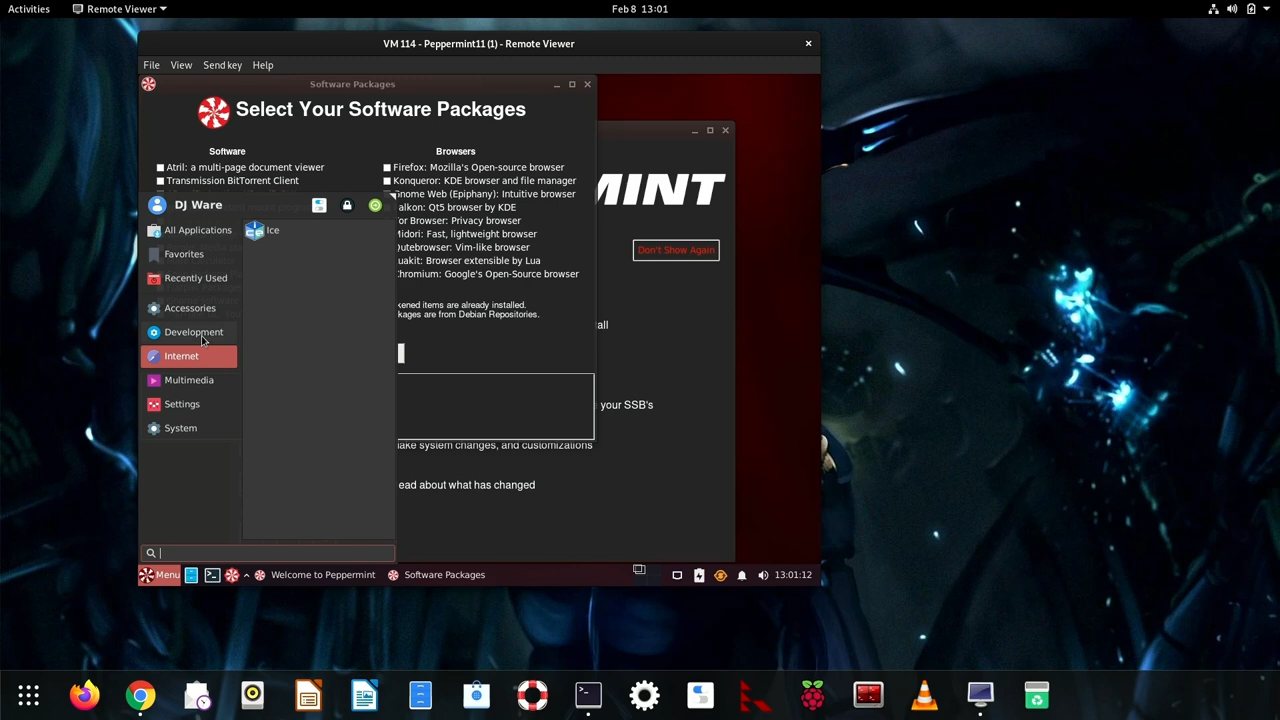 Activities
Remote Viewer
Feb 8 13:01
VM 114 - Peppermint11 (1) - Remote Viewer
File View Send key Help
Software Packages
Select Your Software Packages
Software
Browsers
Atril: a multi-page document viewer
Firefox: Mozilla's Open-source browser
Transmission BitTorrent Client
Konqueror: KDE browser and file manager
Gnome Web (Epiphany): Intuitive browser
alkon: Qt5 browser by KDE
or Browser: Privacy browser
Midori: Fast, lightweight browser
Qutebrowser: Vim-like browser
uakit: Browser extensible by Lua
Chromium: Google's Open-Source browser
kened items are already installed.
kages are from Debian Repositories.
MINT
Don't Show Again
all
your SSB's
ake system changes, and customizations
ead about what has changed
DJ Ware
All Applications
Favorites
Recently Used
Accessories
Development
Internet
Multimedia
Settings
System
Ice
Menu
Welcome to Peppermint
Software Packages
13:01:12